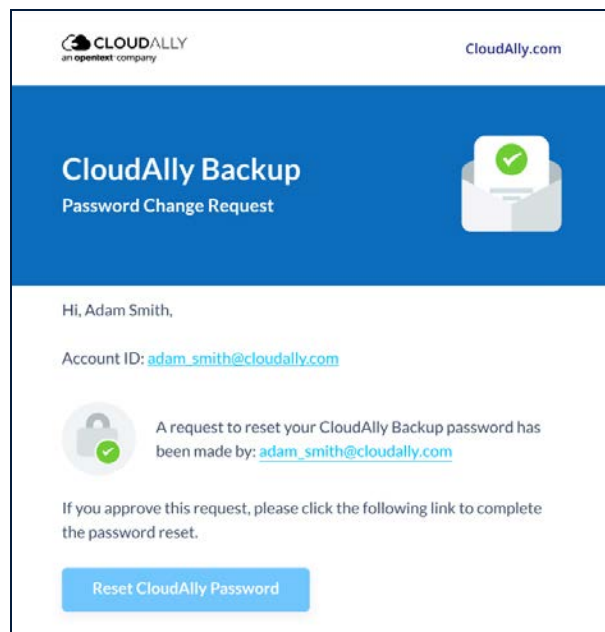 CLOUDALLY
an opentext company
CloudAlly.com
CloudAlly Backup
Password Change Request
Hi, Adam Smith,
Account ID: adam_smith@cloudally.com
A request to reset your CloudAlly Backup password has
been made by: adam_smith@cloudally.com
If you approve this request, please click the following link to complete
the password reset.
Reset CloudAlly Password